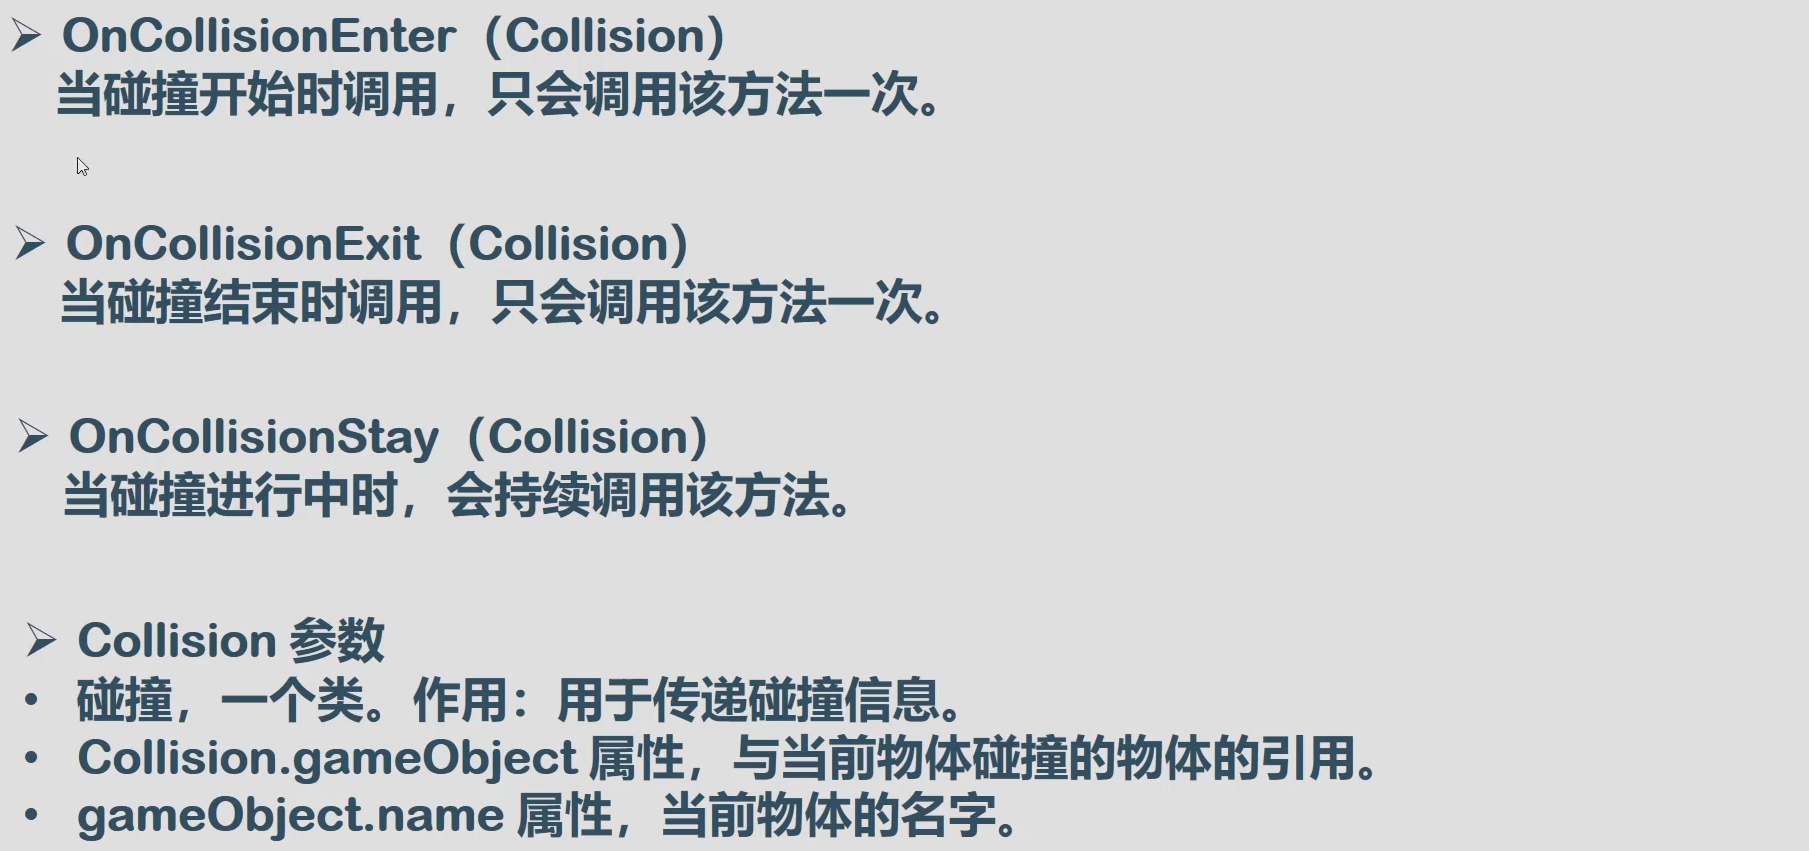 ➢ OnCollisionEnter（Collision）
当碰撞开始时调用，只会调用该方法一次。
➢ OnCollisionExit（Collision）
当碰撞结束时调用，只会调用该方法一次。
➢ OnCollisionStay（Collision）
当碰撞进行中时，会持续调用该方法。
➢ Collision 参数
• 碰撞，一个类。作用：用于传递碰撞信息。
• Collision.gameObject 属性，与当前物体碰撞的物体的引用。
• gameObject.name 属性，当前物体的名字。